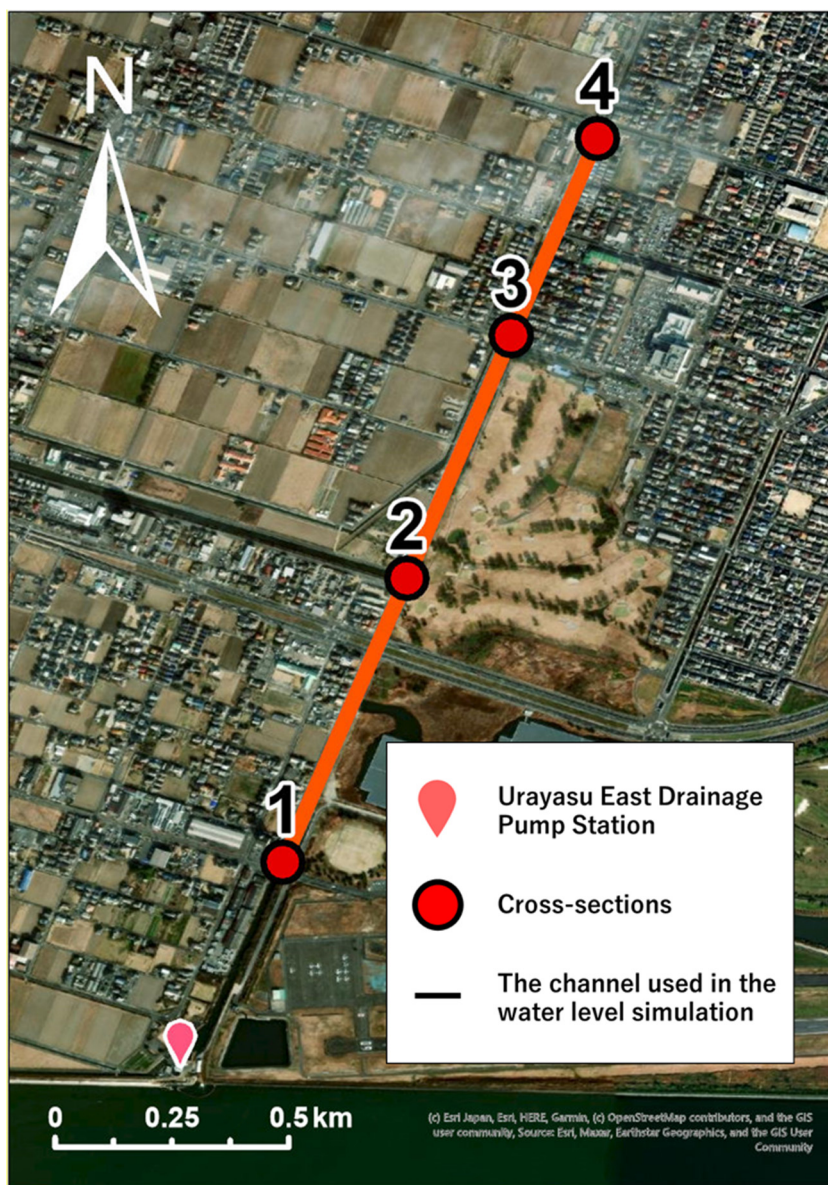 N
4
3
2
1
Urayasu East Drainage
Pump Station
Cross-sections
The channel used in the
water level simulation
0 0.25 0.5 km
(c) Esri Japan, Esri, HERE, Garmin, (c) OpenStreetMap contributors, and the GIS
user community, Source: Esri, Maxar, Earthstar Geographics, and the GIS User
Community